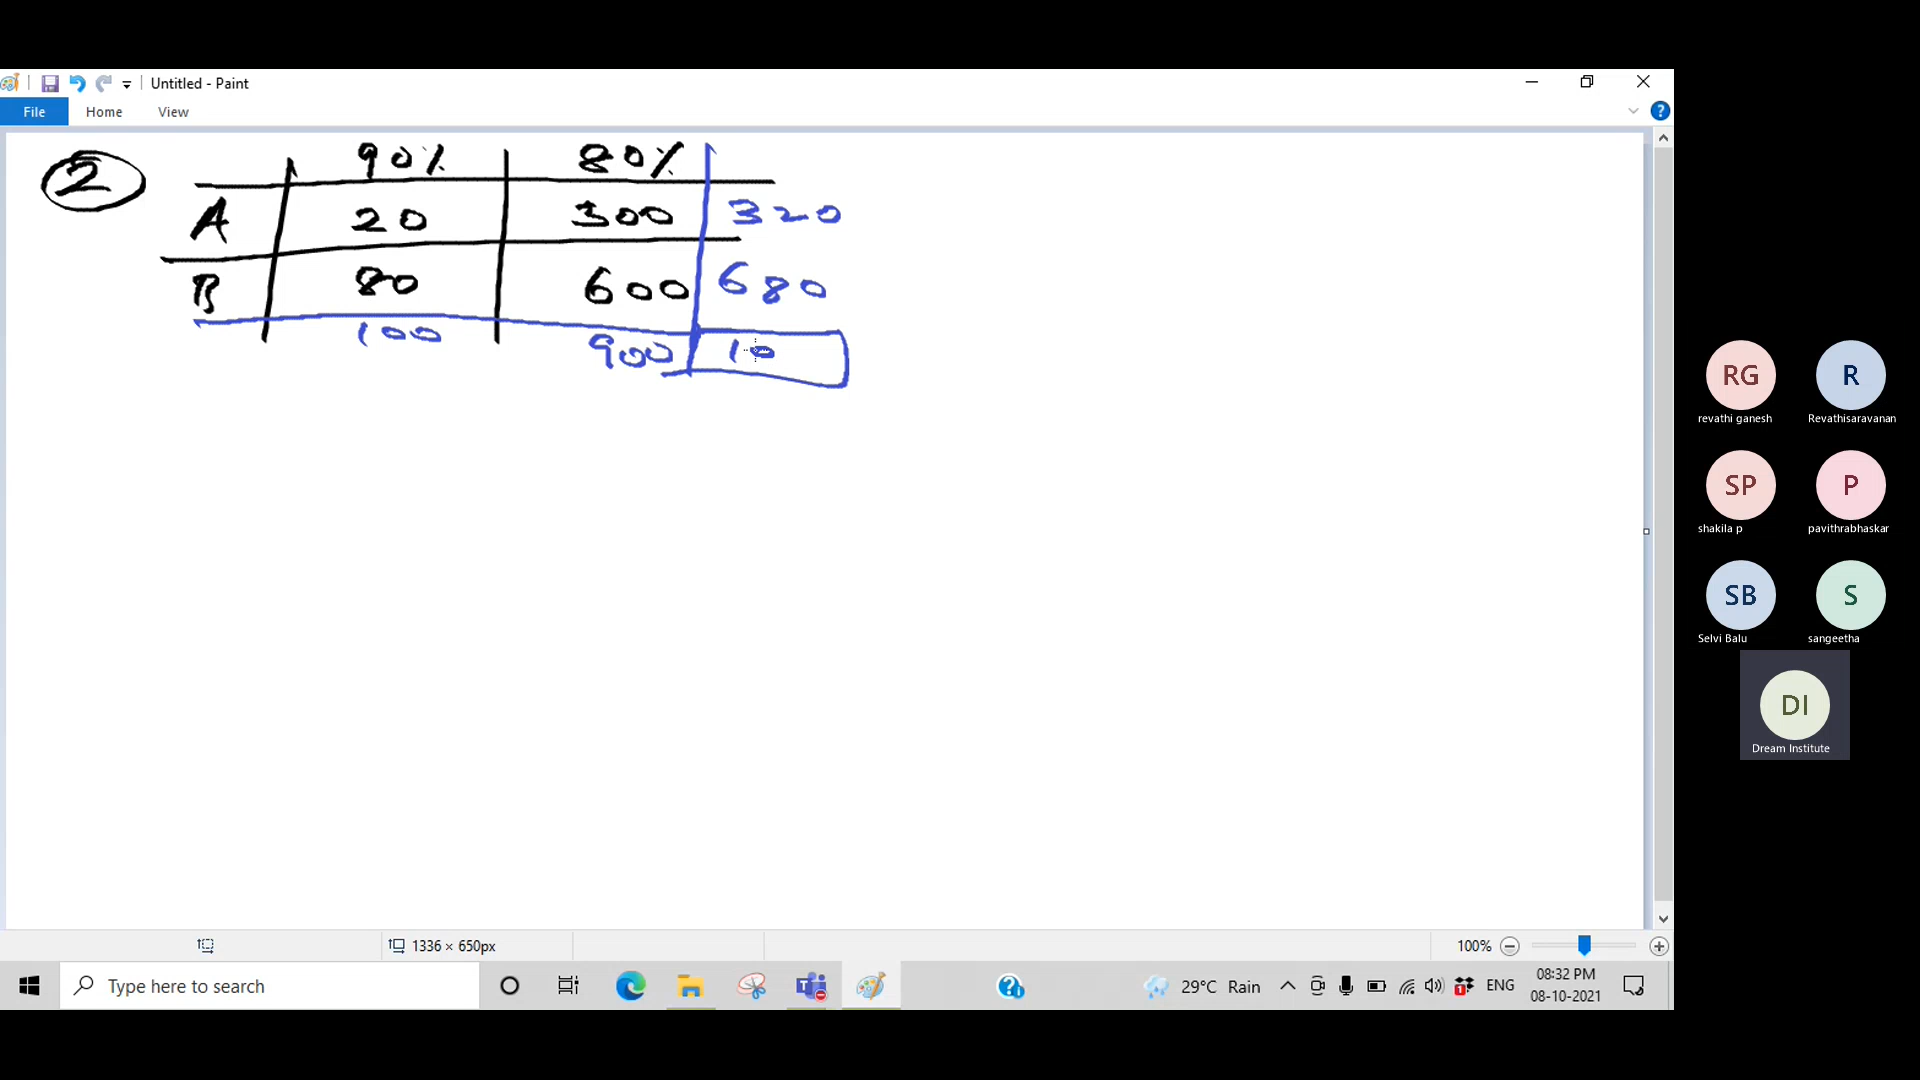 Untitled - Paint
File Home View
2
90% 80%
A 20 300 320
B 80 600 680
100 900 10
RG R
revathi ganesh Revathisaravanan
SP P
shakila p pavithrabhaskar
SB S
Selvi Balu sangeetha
DI
Dream Institute
1336 × 650px 100%
Type here to search 29°C Rain ENG 08:32 PM
08-10-2021